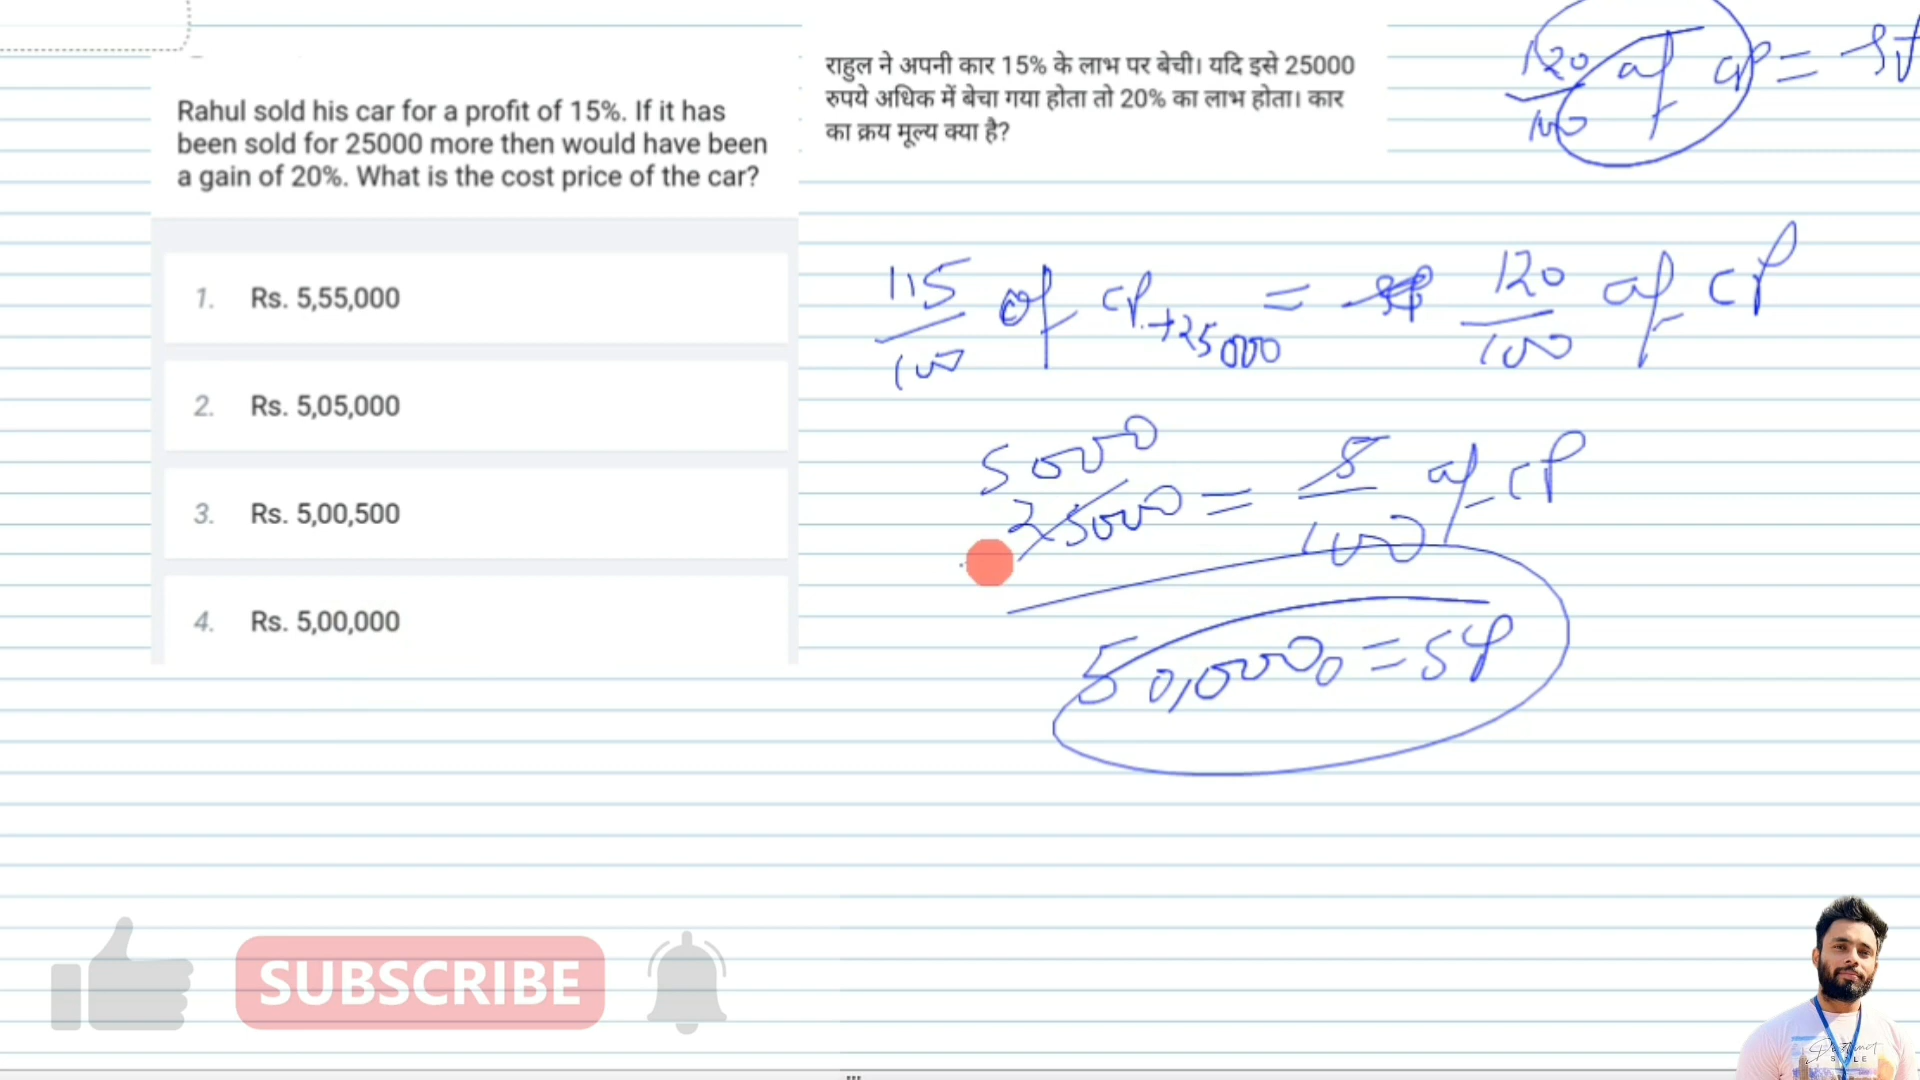 Rahul sold his car for a profit of 15%. If it has
been sold for 25000 more then would have been
a gain of 20%. What is the cost price of the car?
1. Rs. 5,55,000
2. Rs. 5,05,000
3. Rs. 5,00,500
4. Rs. 5,00,000
राहुल ने अपनी कार 15% के लाभ पर बेची। यदि इसे 25000
रुपये अधिक में बेचा गया होता तो 20% का लाभ होता। कार
का क्रय मूल्य क्या है?
120/100 of CP =
115/100 of CP + 25000 = 120/100 of CP
5000
25000 = 5/100 of CP
50,0000 = SP
SUBSCRIBE